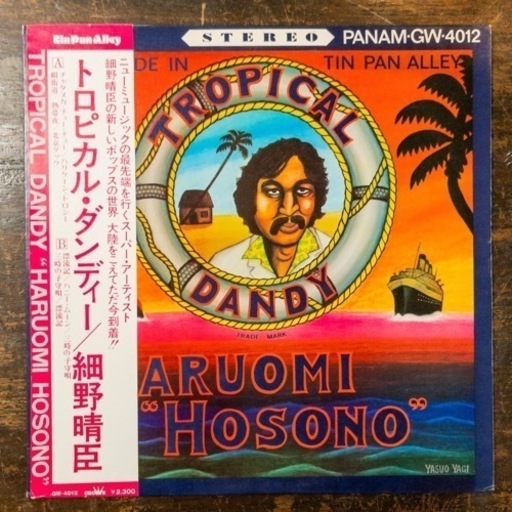 Tin Pan Alley
STEREO
PANAM-GW-4012
DE IN
TIN PAN ALLEY
TROPICAL
DANDY
TRADE MARK
ARUOMI
"HOSONO"
YASUO YAGI
ニューミュージックの最先端を行くスーパー・アーティスト
細野晴臣の新しいポップスの世界 大陸をこえてただ今到着!!
トロピカル・ダンディー/細野晴臣
A
B
TROPICAL DANDY "HARUOMI HOSONO"
GW-4012
¥2,300